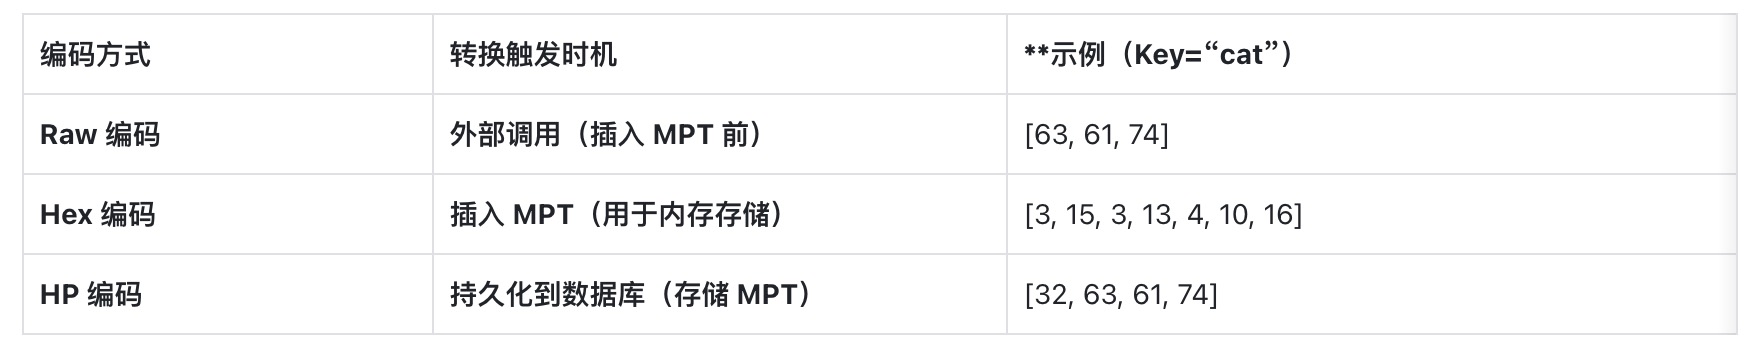 编码方式 转换触发时机 **示例（Key=“cat”）
Raw 编码 外部调用（插入 MPT 前） [63, 61, 74]
Hex 编码 插入 MPT（用于内存存储） [3, 15, 3, 13, 4, 10, 16]
HP 编码 持久化到数据库（存储 MPT） [32, 63, 61, 74]